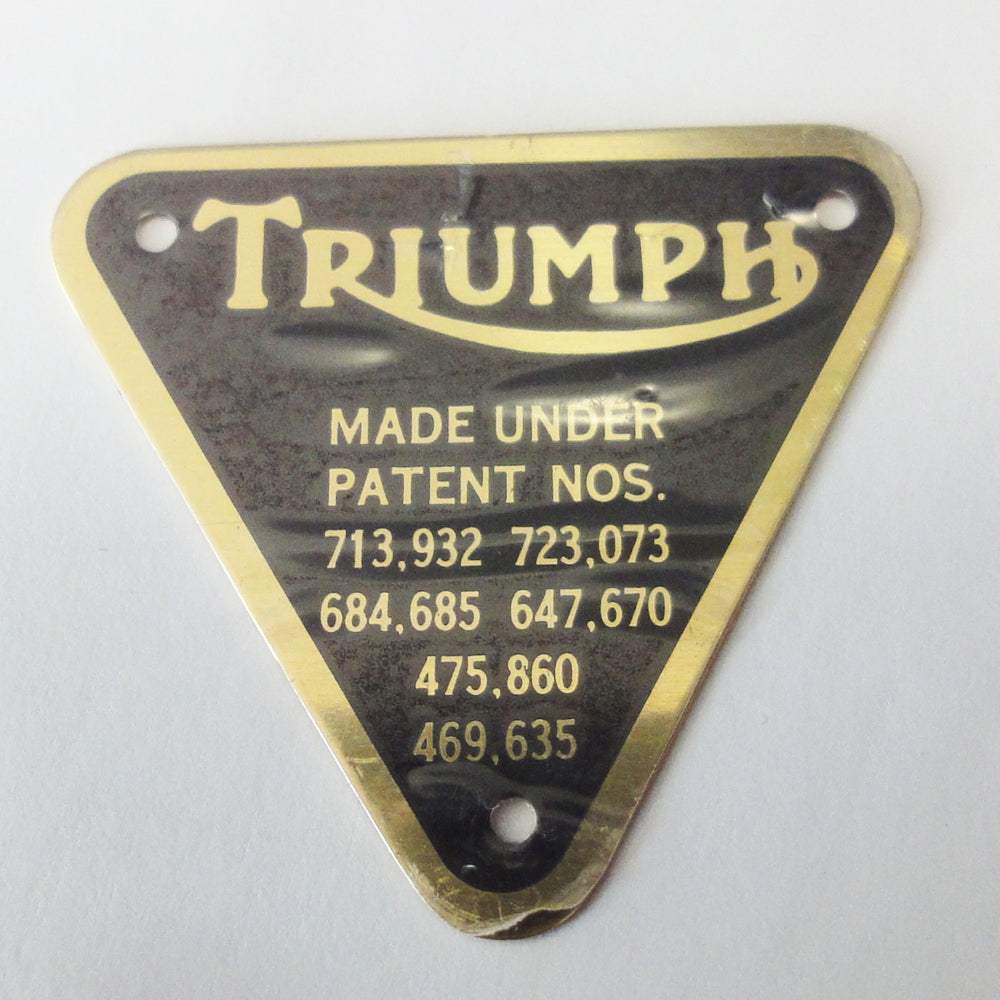 TRIUMPH
MADE UNDER
PATENT NOS.
713,932 723,073
684,685 647,670
475,860
469,635